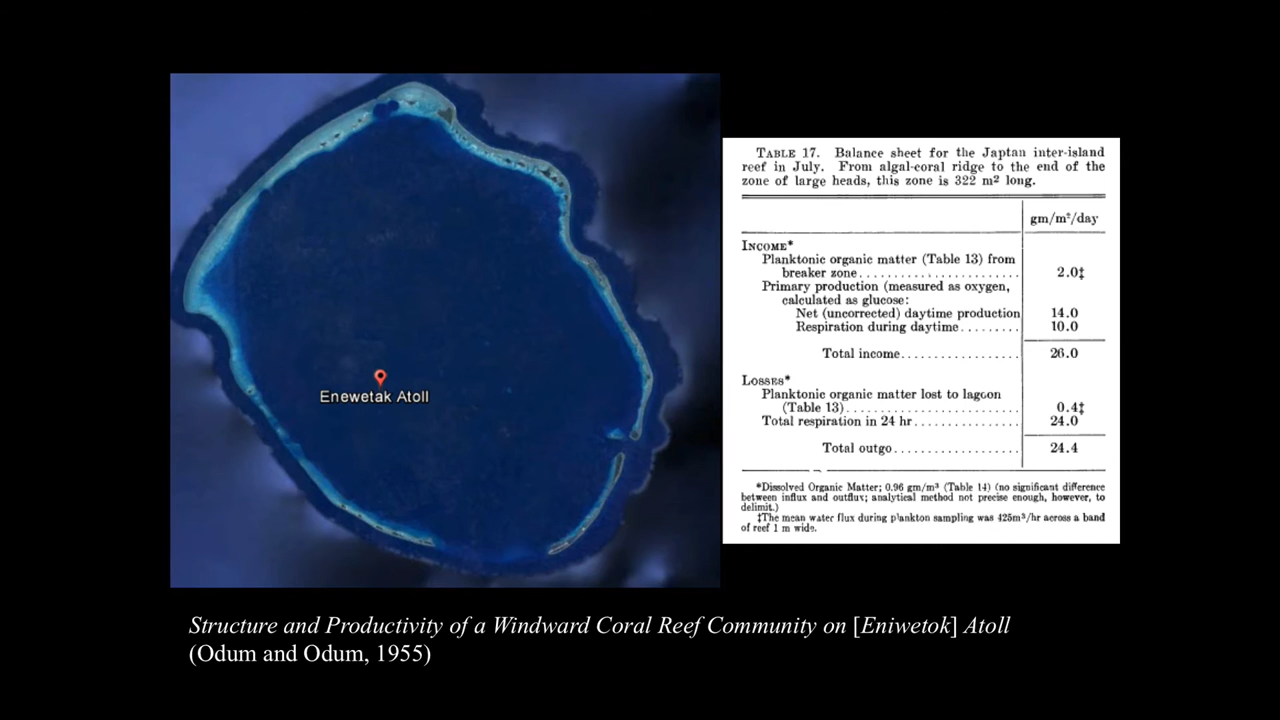 Enewetak Atoll
TABLE 17. Balance sheet for the Japtan inter-island
reef in July. From algal-coral ridge to the end of the
zone of large heads, this zone is 322 m² long.
gm/m²/day
INCOME*
Planktonic organic matter (Table 13) from
breaker zone........................ 2.0‡
Primary production (measured as oxygen,
calculated as glucose:
Net (uncorrected) daytime production 14.0
Respiration during daytime......... 10.0
Total income.................. 26.0
LOSSES*
Planktonic organic matter lost to lagoon
(Table 13).......................... 0.4‡
Total respiration in 24 hr................ 24.0
Total outgo................... 24.4
*Dissolved Organic Matter; 0.96 gm/m³ (Table 14) (no significant difference
between influx and outflux; analytical method not precise enough, however, to
delimit.)
‡The mean water flux during plankton sampling was 425m³/hr across a band
of reef 1 m wide.
Structure and Productivity of a Windward Coral Reef Community on [Eniwetok] Atoll
(Odum and Odum, 1955)